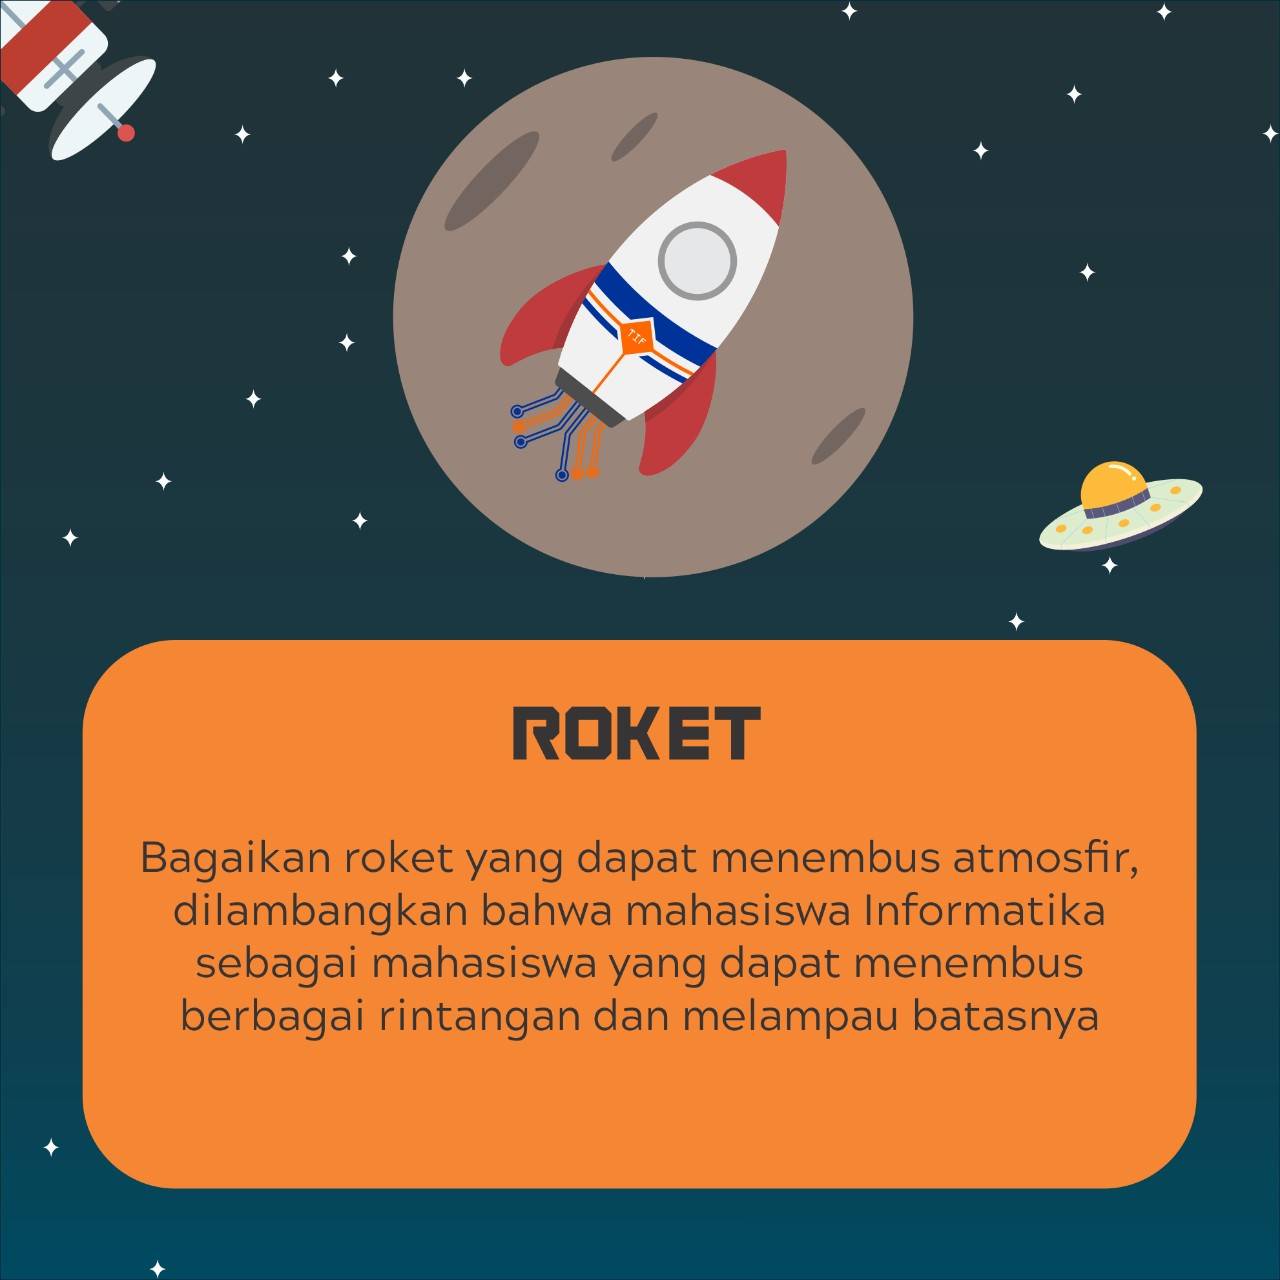 TIF
ROKET
Bagaikan roket yang dapat menembus atmosfir,
dilambangkan bahwa mahasiswa Informatika
sebagai mahasiswa yang dapat menembus
berbagai rintangan dan melampau batasnya